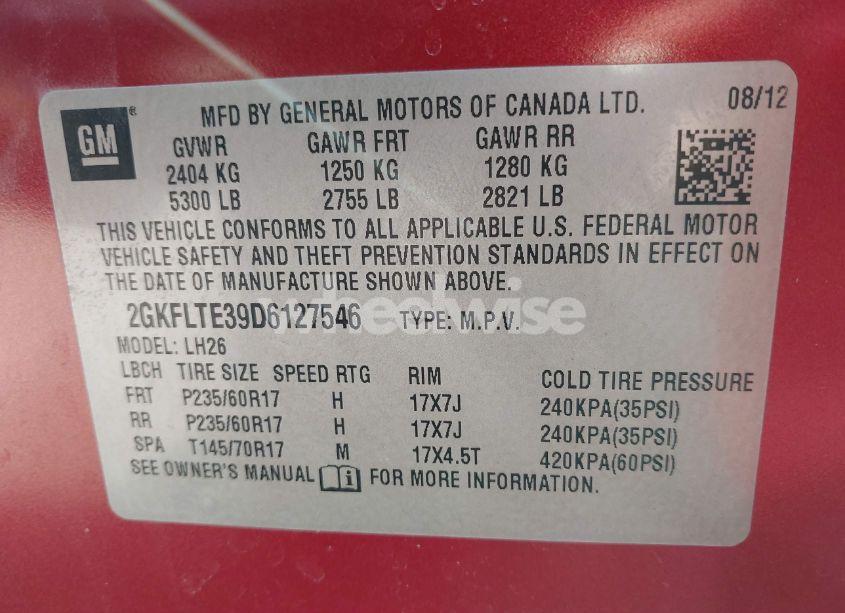 GM
®
MFD BY GENERAL MOTORS OF CANADA LTD. 08/12
GVWR GAWR FRT GAWR RR
2404 KG 1250 KG 1280 KG
5300 LB 2755 LB 2821 LB
THIS VEHICLE CONFORMS TO ALL APPLICABLE U.S. FEDERAL MOTOR
VEHICLE SAFETY AND THEFT PREVENTION STANDARDS IN EFFECT ON
THE DATE OF MANUFACTURE SHOWN ABOVE.
wheelwise
2GKFLTE39D6127546 TYPE: M.P.V.
MODEL: LH26
LBCH TIRE SIZE SPEED RTG RIM COLD TIRE PRESSURE
FRT P235/60R17 H 17X7J 240KPA(35PSI)
RR P235/60R17 H 17X7J 240KPA(35PSI)
SPA T145/70R17 M 17X4.5T 420KPA(60PSI)
SEE OWNER'S MANUAL i FOR MORE INFORMATION.